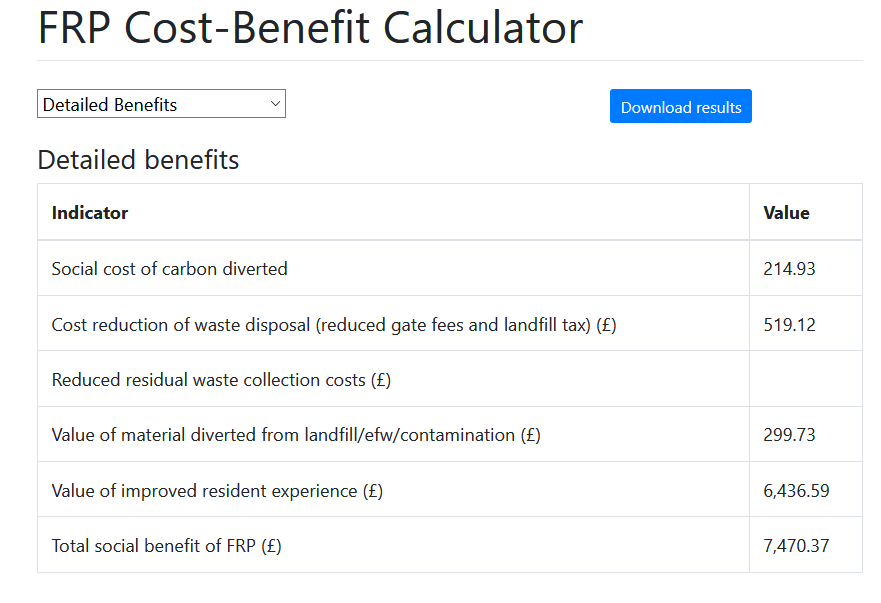 FRP Cost-Benefit Calculator
Detailed Benefits
Download results
Detailed benefits
Indicator Value
Social cost of carbon diverted 214.93
Cost reduction of waste disposal (reduced gate fees and landfill tax) (£) 519.12
Reduced residual waste collection costs (£)
Value of material diverted from landfill/efw/contamination (£) 299.73
Value of improved resident experience (£) 6,436.59
Total social benefit of FRP (£) 7,470.37